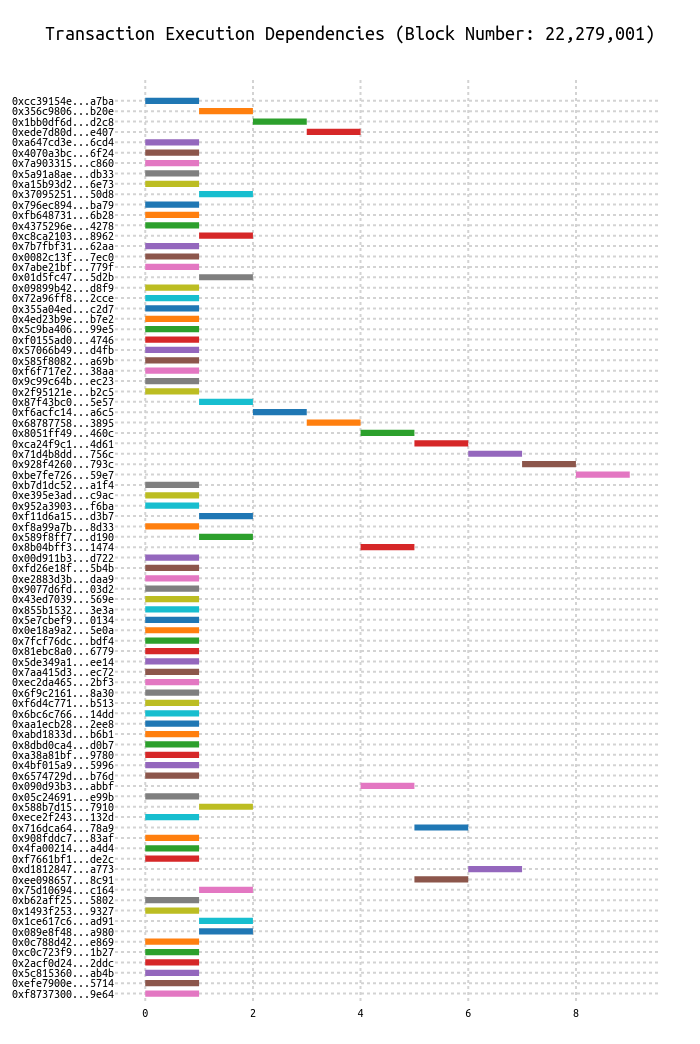 Transaction Execution Dependencies (Block Number: 22,279,001)
0xcc39154e...a7ba
0x356c9806...b20e
0x1bb0df6d...d2c8
0xede7d80d...e407
0xa647cd3e...6cd4
0x4070a3bc...6f24
0x7a903315...c860
0x5a91a8ae...db33
0xa15b93d2...6e73
0x37095251...50d8
0x796ec894...ba79
0xfb648731...6b28
0x4375296e...4278
0xc8ca2103...8962
0x7b7fbf31...62aa
0x0082c13f...7ec0
0x7abe21bf...779f
0x01d5fc47...5d2b
0x09899b42...d8f9
0x72a96ff8...2cce
0x355a04ed...c2d7
0x4ed23b9e...b7e2
0x5c9ba406...99e5
0xf0155ad0...4746
0x57066b49...d4fb
0x585f8082...a69b
0xf6f717e2...38aa
0x9c99c64b...ec23
0x2f95121e...b2c5
0x87f43bc0...5e57
0xf6acfc14...a6c5
0x68787758...3895
0x8051ff49...460c
0xca24f9c1...4d61
0x71d4b8dd...756c
0x928f4260...793c
0xbe7fe726...59e7
0xb7d1dc52...a1f4
0xe395e3ad...c9ac
0x952a3903...f6ba
0xf11d6a15...d3b7
0xf8a99a7b...8d33
0x589f8ff7...d190
0x8b04bff3...1474
0x00d911b3...d722
0xfd26e18f...5b4b
0xe2883d3b...daa9
0x9077d6fd...03d2
0x43ed7039...569e
0x855b1532...3e3a
0x5e7cbef9...0134
0x0e18a9a2...5e0a
0x7fcf76dc...bdf4
0x81ebc8a0...6779
0x5de349a1...ee14
0x7aa415d3...ec72
0xec2da465...2bf3
0x6f9c2161...8a30
0xf6d4c771...b513
0x6bc6c766...14dd
0xaa1ecb28...2ee8
0xabd1833d...b6b1
0x8dbd0ca4...d0b7
0xa38a81bf...9780
0x4bf015a9...5996
0x6574729d...b76d
0x090d93b3...abbf
0x05c24691...e99b
0x588b7d15...7910
0xece2f243...132d
0x716dca64...78a9
0x908fddc7...83af
0x4fa00214...a4d4
0xf7661bf1...de2c
0xd1812847...a773
0xee098657...8c91
0x75d10694...c164
0xb62aff25...5802
0x1493f253...9327
0x1ce617c6...ad91
0x089e8f48...a980
0x0c788d42...e869
0xc0c723f9...1b27
0x2acf0d24...2ddc
0x5c815360...ab4b
0xefe7900e...5714
0xf8737300...9e64
0 2 4 6 8